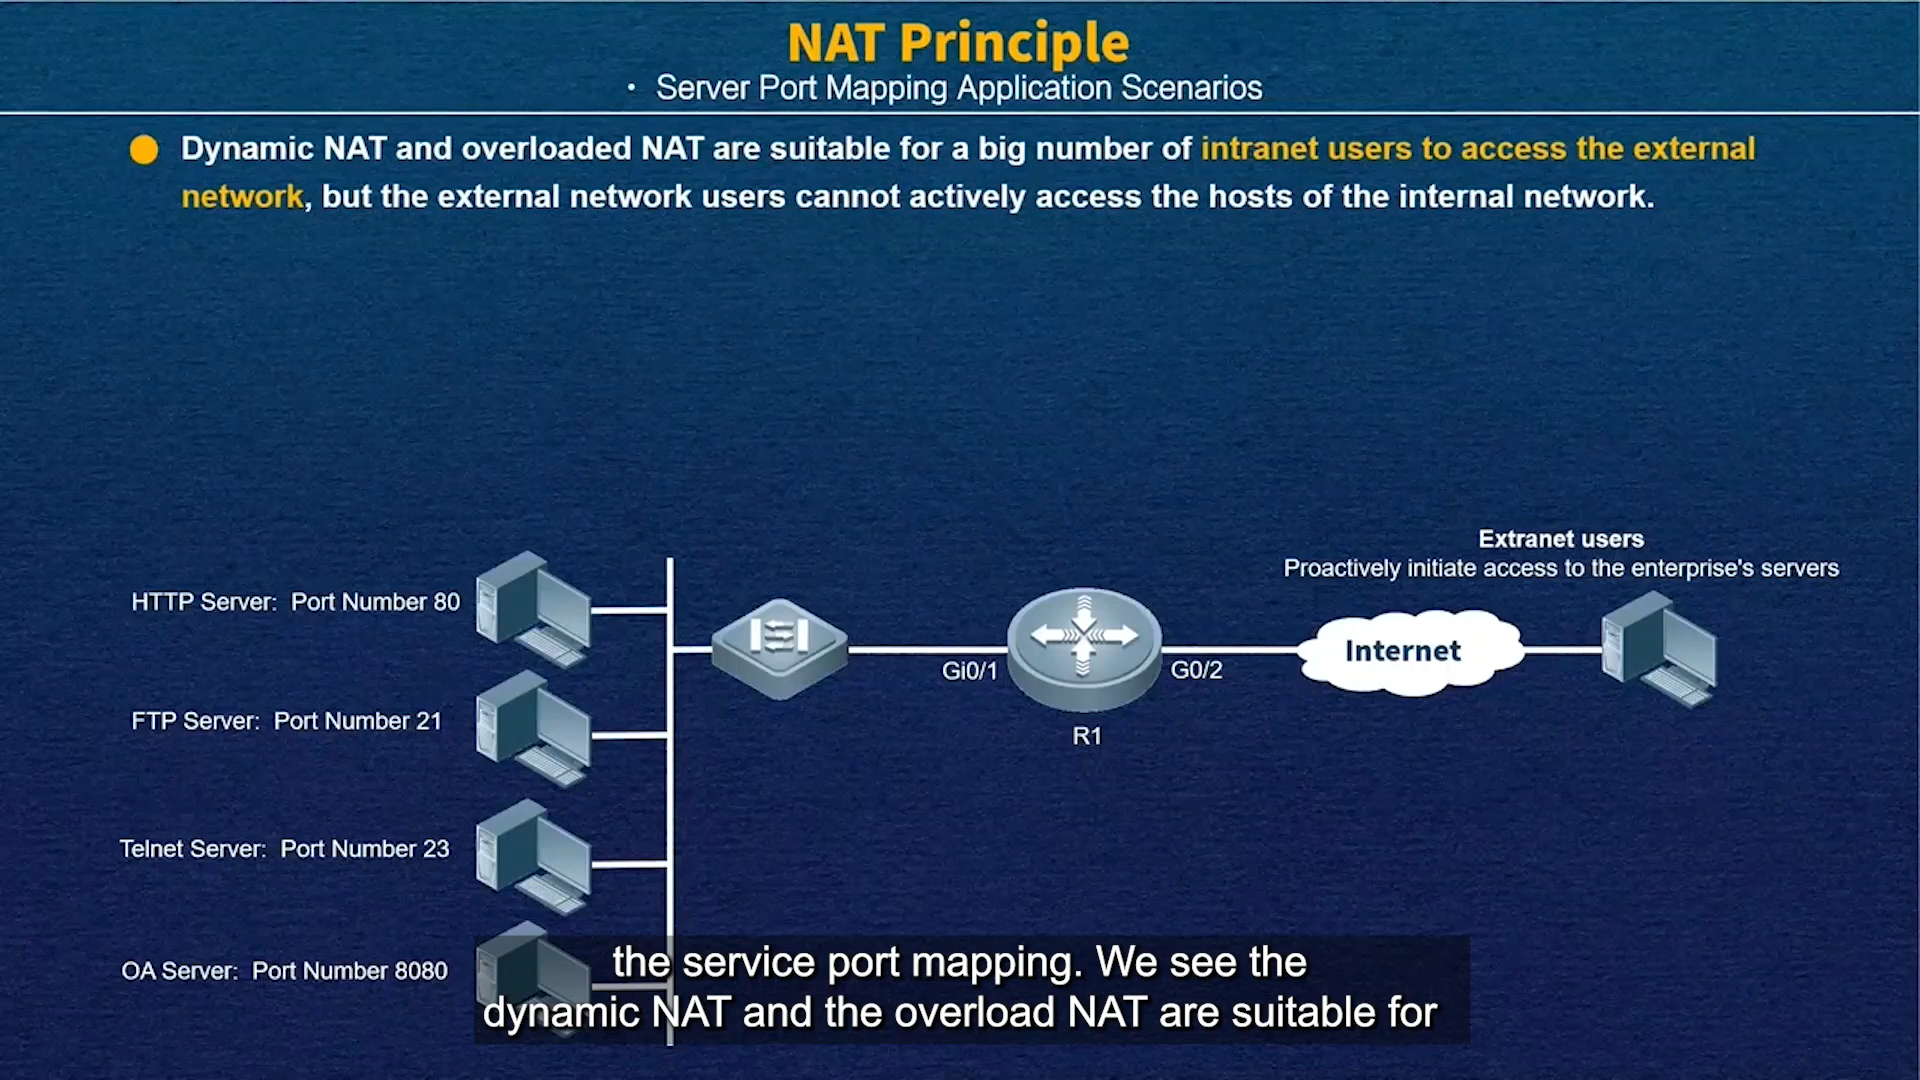 NAT Principle
• Server Port Mapping Application Scenarios
Dynamic NAT and overloaded NAT are suitable for a big number of intranet users to access the external
network, but the external network users cannot actively access the hosts of the internal network.
Extranet users
Proactively initiate access to the enterprise's servers
HTTP Server: Port Number 80
Internet
Gi0/1
G0/2
R1
FTP Server: Port Number 21
Telnet Server: Port Number 23
OA Server: Port Number 8080
the service port mapping. We see the
dynamic NAT and the overload NAT are suitable for